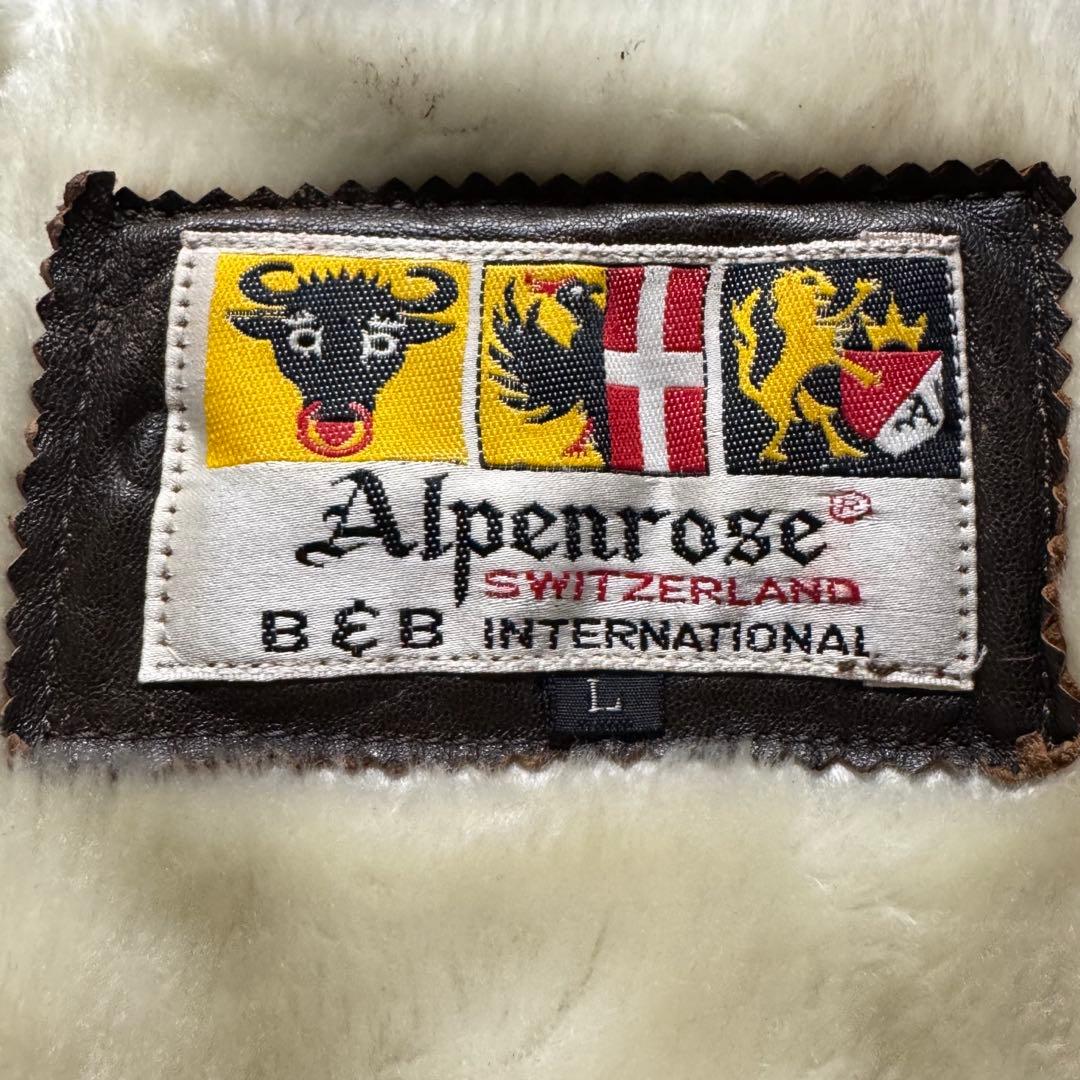 Alpenrose®
SWITZERLAND
B & B INTERNATIONAL
L